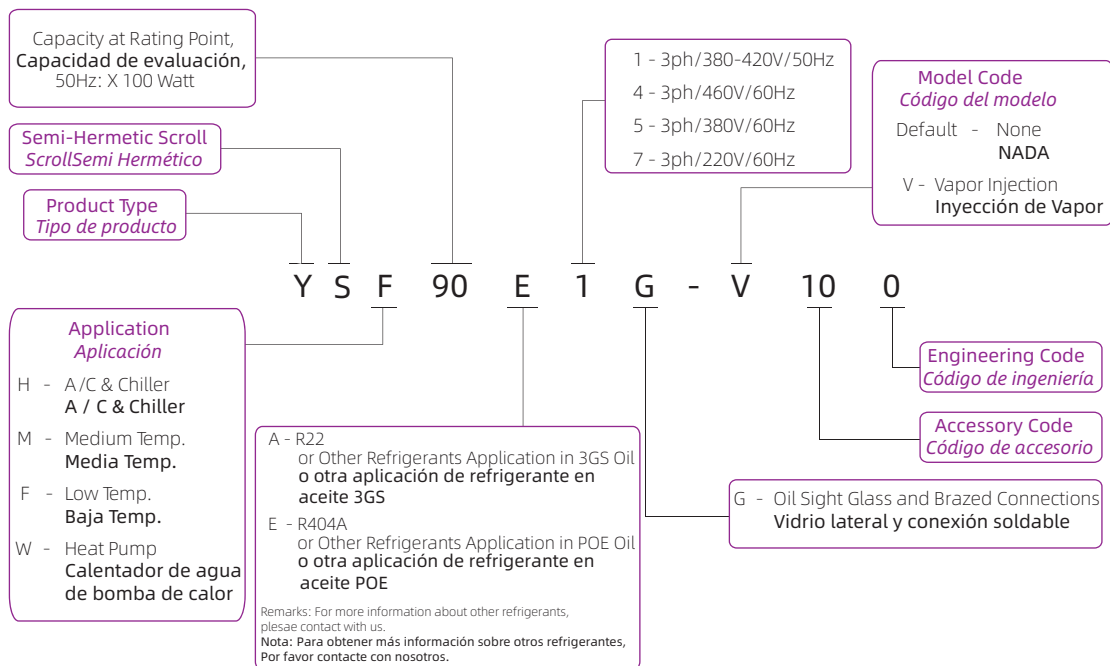 Capacity at Rating Point,
Capacidad de evaluación,
50Hz: X 100 Watt
Semi-Hermetic Scroll
ScrollSemi Hermético
Product Type
Tipo de producto
1 - 3ph/380-420V/50Hz
4 - 3ph/460V/60Hz
5 - 3ph/380V/60Hz
7 - 3ph/220V/60Hz
Model Code
Código del modelo
Default - None
NADA
V - Vapor Injection
Inyección de Vapor
Y S F 90 E 1 G - V 10 0
Application
Aplicación
H - A/C & Chiller
A / C & Chiller
M - Medium Temp.
Media Temp.
F - Low Temp.
Baja Temp.
W - Heat Pump
Calentador de agua
de bomba de calor
A - R22
or Other Refrigerants Application in 3GS Oil
o otra aplicación de refrigerante en
aceite 3GS
E - R404A
or Other Refrigerants Application in POE Oil
o otra aplicación de refrigerante en
aceite POE
Remarks: For more information about other refrigerants,
plesae contact with us.
Nota: Para obtener más información sobre otros refrigerantes,
Por favor contacte con nosotros.
Engineering Code
Código de ingeniería
Accessory Code
Código de accesorio
G - Oil Sight Glass and Brazed Connections
Vidrio lateral y conexión soldable